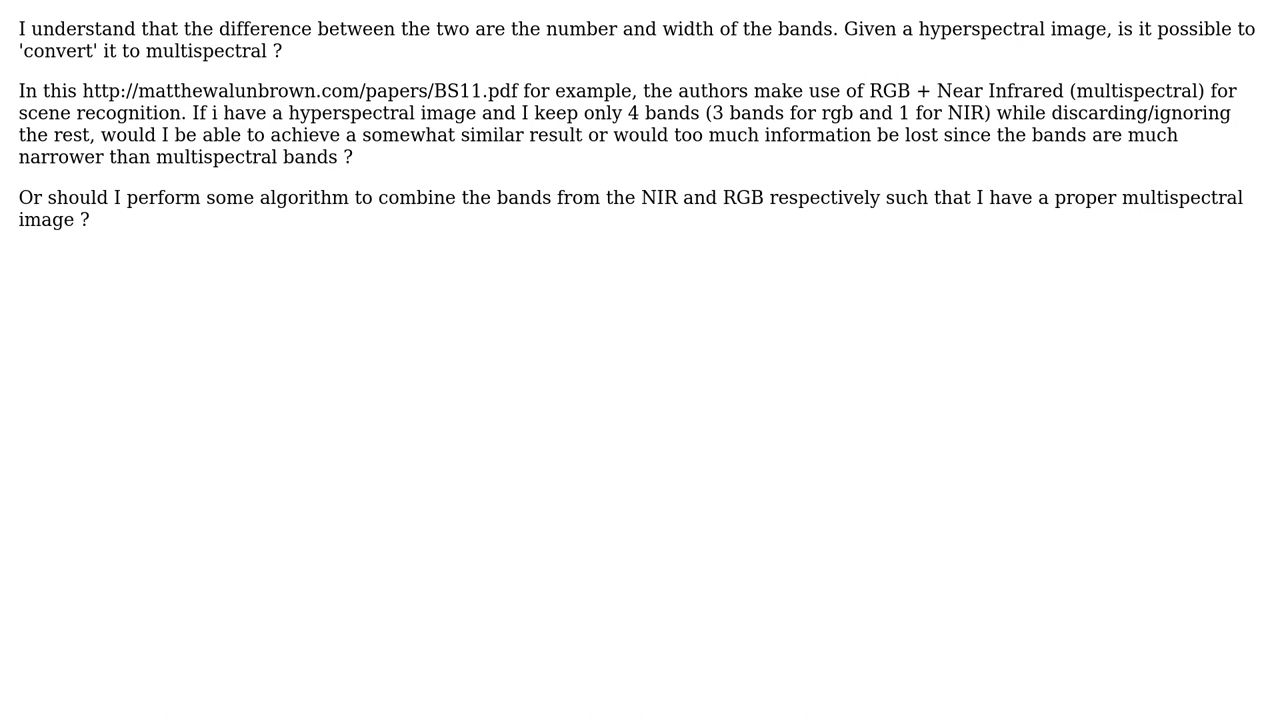 I understand that the difference between the two are the number and width of the bands. Given a hyperspectral image, is it possible to
'convert' it to multispectral ?
In this http://matthewalunbrown.com/papers/BS11.pdf for example, the authors make use of RGB + Near Infrared (multispectral) for
scene recognition. If i have a hyperspectral image and I keep only 4 bands (3 bands for rgb and 1 for NIR) while discarding/ignoring
the rest, would I be able to achieve a somewhat similar result or would too much information be lost since the bands are much
narrower than multispectral bands ?
Or should I perform some algorithm to combine the bands from the NIR and RGB respectively such that I have a proper multispectral
image ?